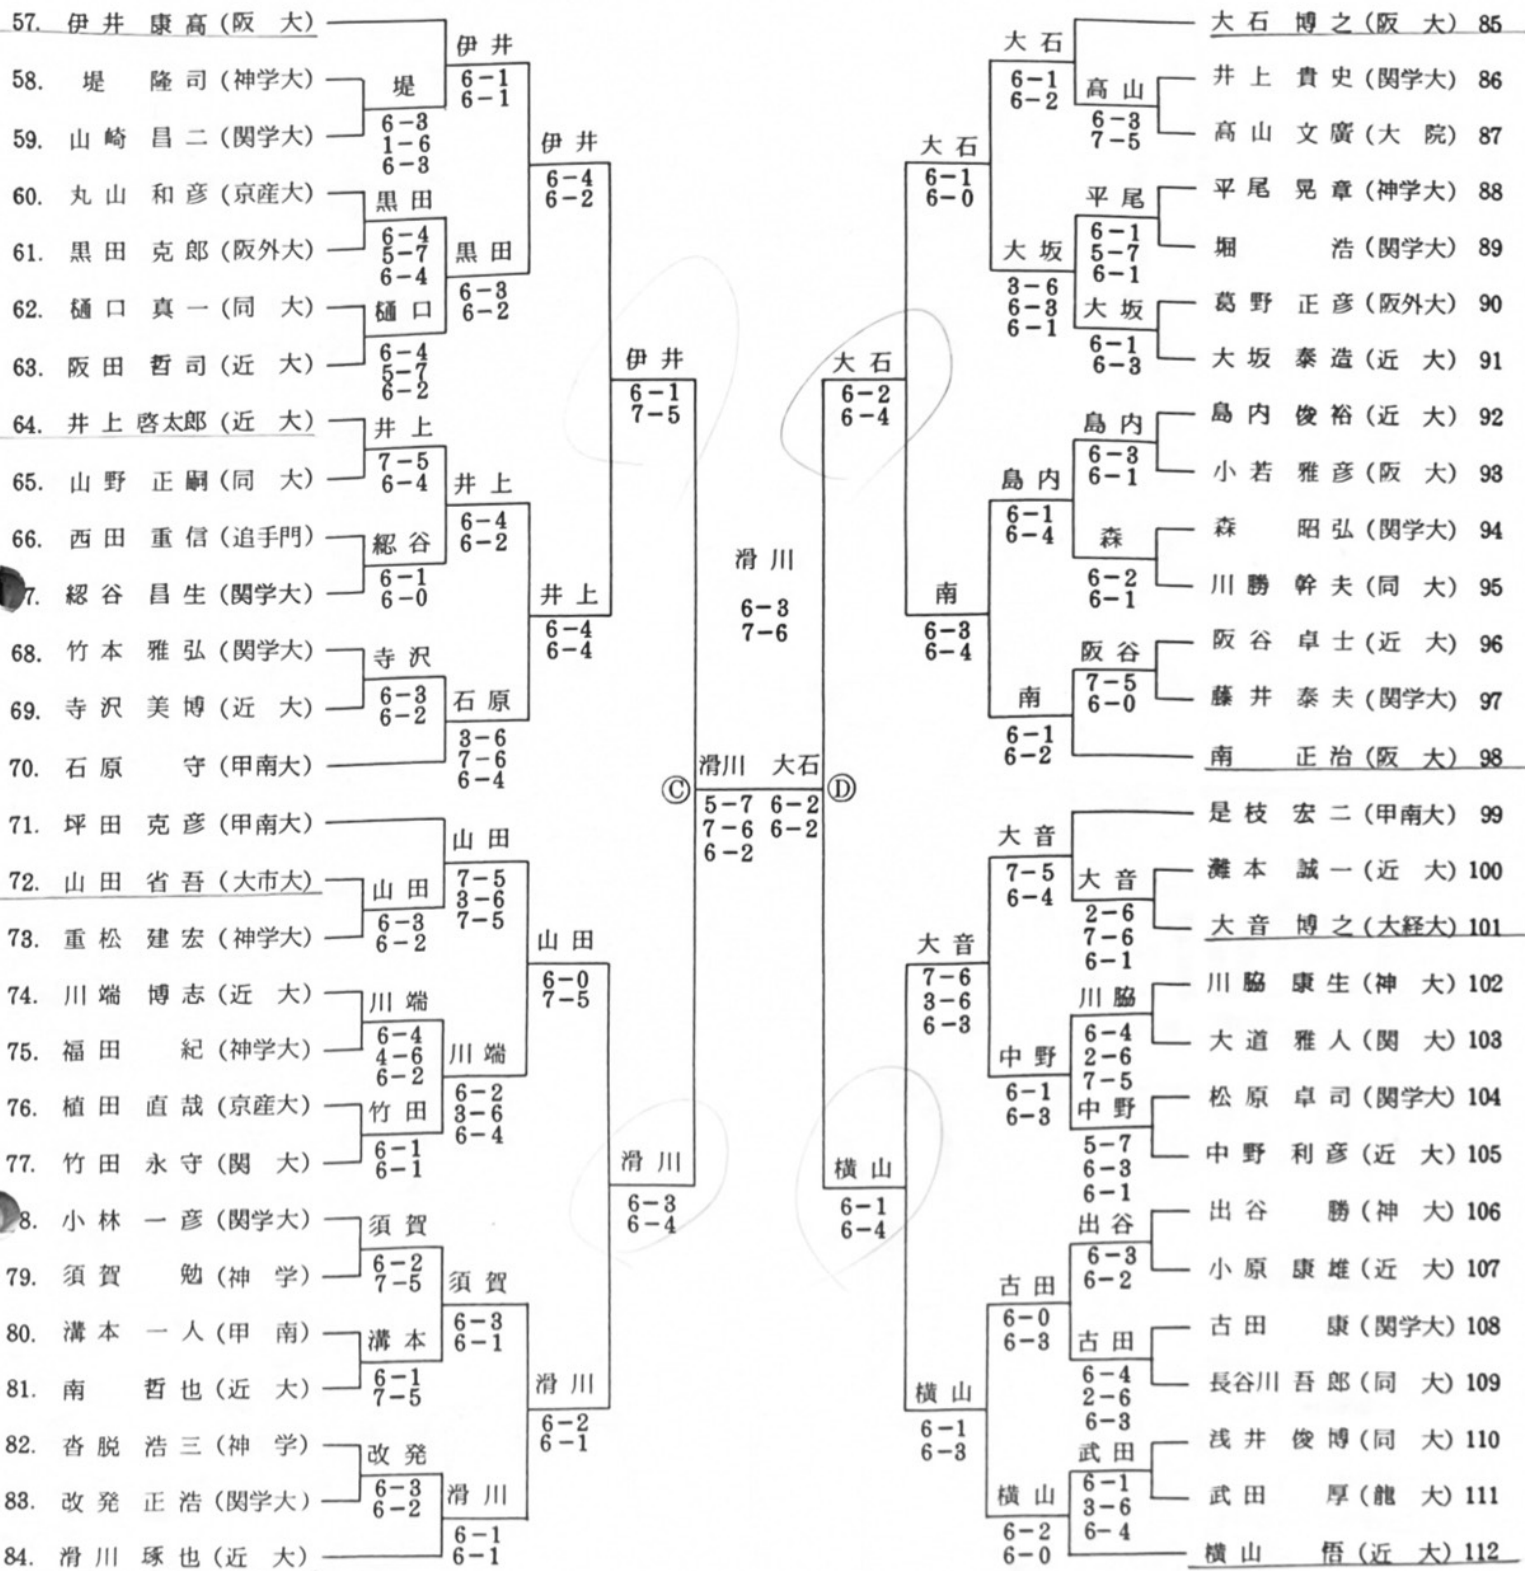 57. 伊井 康高 (阪 大)
58. 堤 隆司 (神学大)
59. 山崎 昌二 (関学大)
60. 丸山 和彦 (京産大)
61. 黒田 克郎 (阪外大)
62. 樋口 真一 (同 大)
63. 阪田 哲司 (近 大)
64. 井上 啓太郎 (近 大)
65. 山野 正嗣 (同 大)
66. 西田 重信 (追手門)
7. 綛谷 昌生 (関学大)
68. 竹本 雅弘 (関学大)
69. 寺沢 美博 (近 大)
70. 石原 守 (甲南大)
71. 坪田 克彦 (甲南大)
72. 山田 省吾 (大市大)
73. 重松 建宏 (神学大)
74. 川端 博志 (近 大)
75. 福田 紀 (神学大)
76. 植田 直哉 (京産大)
77. 竹田 永守 (関 大)
8. 小林 一彦 (関学大)
79. 須賀 勉 (神 学)
80. 溝本 一人 (甲 南)
81. 南 哲也 (近 大)
82. 沓脱 浩三 (神 学)
83. 改発 正浩 (関学大)
84. 滑川 琢也 (近 大)
堤
6-3
1-6
6-3
黒田
6-4
5-7
6-4
樋口
6-4
5-7
6-2
井上
7-5
6-4
綛谷
6-1
6-0
寺沢
6-3
6-2
山田
6-3
6-2
川端
6-4
4-6
6-2
竹田
6-1
6-1
須賀
6-2
7-5
溝本
6-1
7-5
改発
6-3
6-2
伊井
6-1
6-1
黒田
6-3
6-2
井上
6-4
6-2
石原
3-6
7-6
6-4
山田
7-5
3-6
7-5
川端
6-2
3-6
6-4
須賀
6-3
6-1
滑川
6-1
6-1
伊井
6-4
6-2
井上
6-4
6-4
山田
6-0
7-5
滑川
6-2
6-1
伊井
6-1
7-5
滑川
6-3
6-4
滑川
6-3
7-6
Ⓒ 滑川 大石 Ⓓ
5-7 6-2
7-6 6-2
6-2
大石
6-2
6-4
横山
6-1
6-4
大石
6-1
6-0
南
6-3
6-4
大音
7-6
3-6
6-3
横山
6-1
6-3
大石
6-1
6-2
大坂
3-6
6-3
6-1
島内
6-1
6-4
南
6-1
6-2
大音
7-5
6-4
中野
6-1
6-3
古田
6-0
6-3
横山
6-2
6-0
高山
6-3
7-5
平尾
6-1
5-7
6-1
大坂
6-1
6-3
島内
6-3
6-1
森
6-2
6-1
阪谷
7-5
6-0
大音
2-6
7-6
6-1
川脇
6-4
2-6
7-5
中野
5-7
6-3
6-1
出谷
6-3
6-2
古田
6-4
2-6
6-3
武田
6-1
3-6
6-4
大石 博之 (阪 大) 85
井上 貴史 (関学大) 86
高山 文廣 (大 院) 87
平尾 晃章 (神学大) 88
堀 浩 (関学大) 89
葛野 正彦 (阪外大) 90
大坂 泰造 (近 大) 91
島内 俊裕 (近 大) 92
小若 雅彦 (阪 大) 93
森 昭弘 (関学大) 94
川勝 幹夫 (同 大) 95
阪谷 卓士 (近 大) 96
藤井 泰夫 (関学大) 97
南 正治 (阪 大) 98
是枝 宏二 (甲南大) 99
灘本 誠一 (近 大) 100
大音 博之 (大経大) 101
川脇 康生 (神 大) 102
大道 雅人 (関 大) 103
松原 卓司 (関学大) 104
中野 利彦 (近 大) 105
出谷 勝 (神 大) 106
小原 康雄 (近 大) 107
古田 康 (関学大) 108
長谷川 吾郎 (同 大) 109
浅井 俊博 (同 大) 110
武田 厚 (龍 大) 111
横山 悟 (近 大) 112